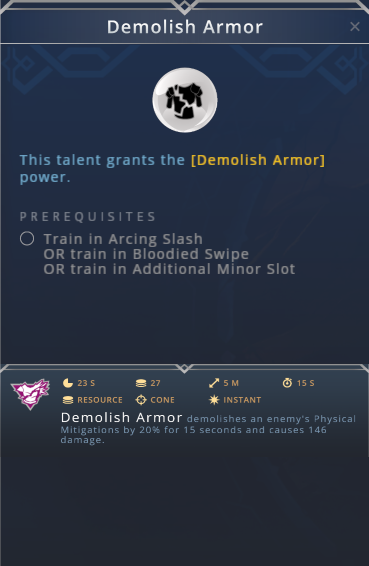 Demolish Armor
This talent grants the [Demolish Armor]
power.
PREREQUISITES
Train in Arcing Slash
OR train in Bloodied Swipe
OR train in Additional Minor Slot
23 S 27 5 M 15 S
RESOURCE CONE INSTANT
Demolish Armor demolishes an enemy's Physical
Mitigations by 20% for 15 seconds and causes 146
damage.